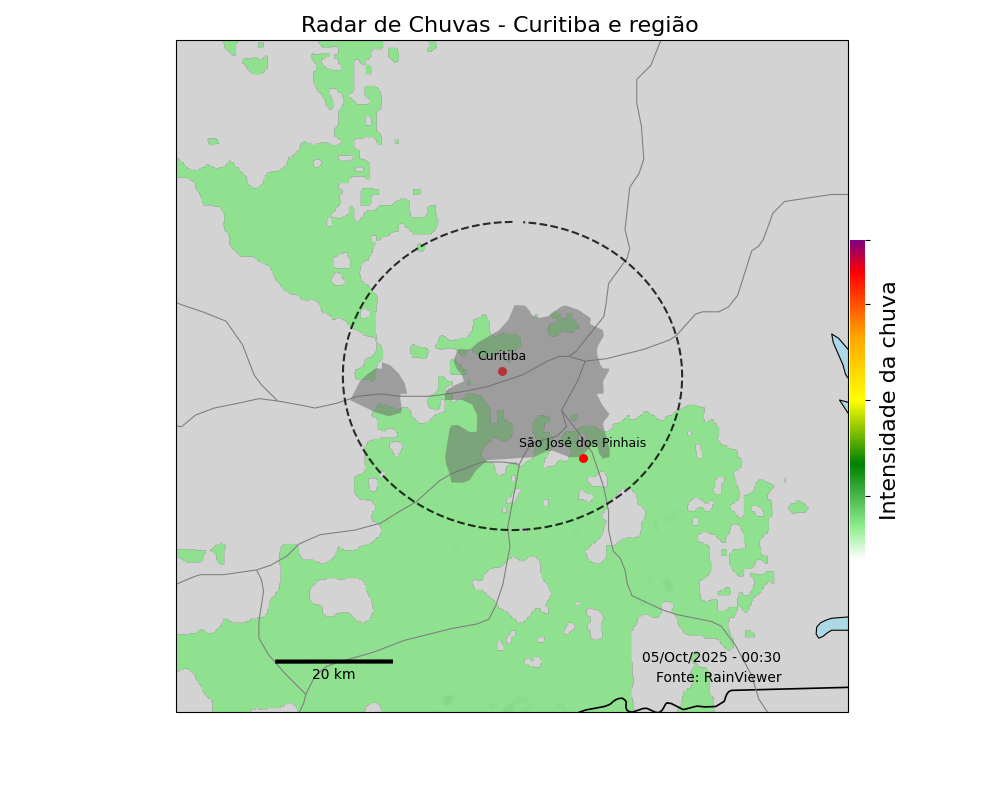 Radar de Chuvas - Curitiba e região
Curitiba
São José dos Pinhais
Intensidade da chuva
05/Oct/2025 - 00:30
Fonte: RainViewer
20 km